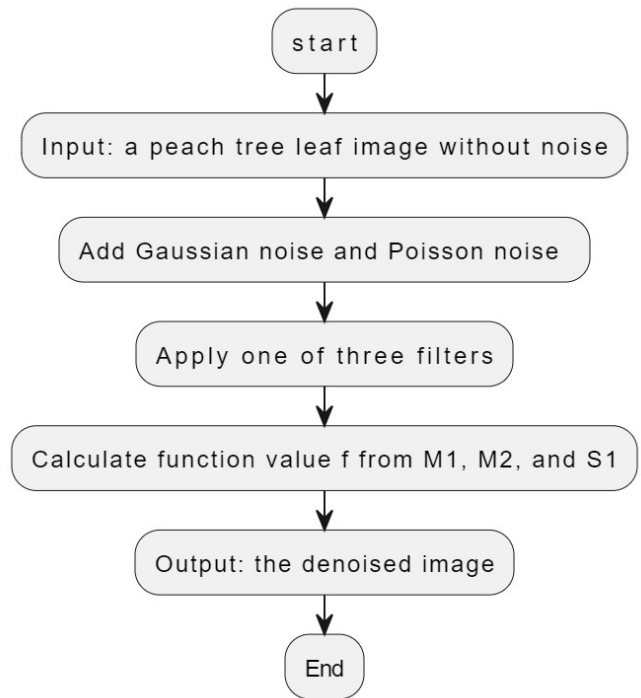 start
Input: a peach tree leaf image without noise
Add Gaussian noise and Poisson noise
Apply one of three filters
Calculate function value f from M1, M2, and S1
Output: the denoised image
End